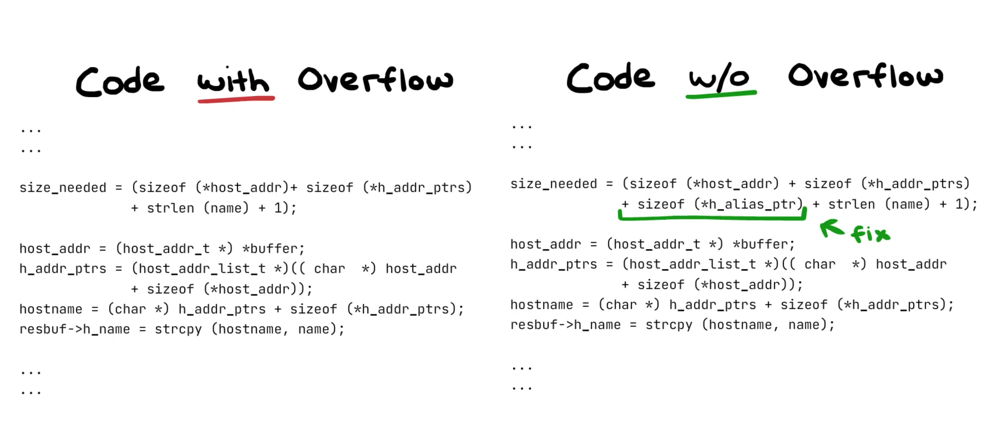 Code with Overflow
...
...
size_needed = (sizeof (*host_addr)+ sizeof (*h_addr_ptrs)
+ strlen (name) + 1);
host_addr = (host_addr_t *) *buffer;
h_addr_ptrs = (host_addr_list_t *)(( char  *) host_addr
+ sizeof (*host_addr));
hostname = (char *) h_addr_ptrs + sizeof (*h_addr_ptrs);
resbuf->h_name = strcpy (hostname, name);
...
...
Code w/o Overflow
...
...
size_needed = (sizeof (*host_addr) + sizeof (*h_addr_ptrs)
+ sizeof (*h_alias_ptr) + strlen (name) + 1);
fix
host_addr = (host_addr_t *) *buffer;
h_addr_ptrs = (host_addr_list_t *)(( char  *) host_addr
+ sizeof (*host_addr));
hostname = (char *) h_addr_ptrs + sizeof (*h_addr_ptrs);
resbuf->h_name = strcpy (hostname, name);
...
...